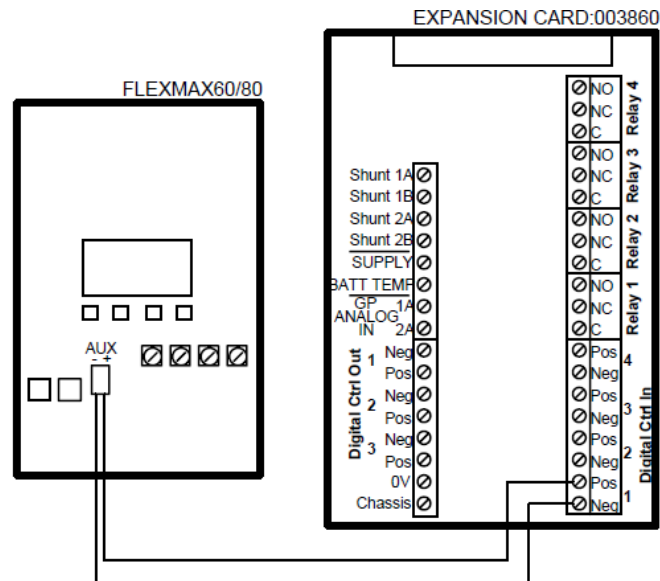 EXPANSION CARD:003860
FLEXMAX60/80
AUX
- +
Shunt 1A
Shunt 1B
Shunt 2A
Shunt 2B
SUPPLY
BATT TEMP
GP 1A
ANALOG
IN 2A
Digital Ctrl Out
1 Neg
Pos
2 Neg
Pos
3 Neg
Pos
0V
Chassis
NO
NC
C
Relay 4
NO
NC
C
Relay 3
NO
NC
C
Relay 2
NO
NC
C
Relay 1
Pos
Neg
4
Pos
Neg
3
Pos
Neg
2
Pos
Neg
1
Digital Ctrl In